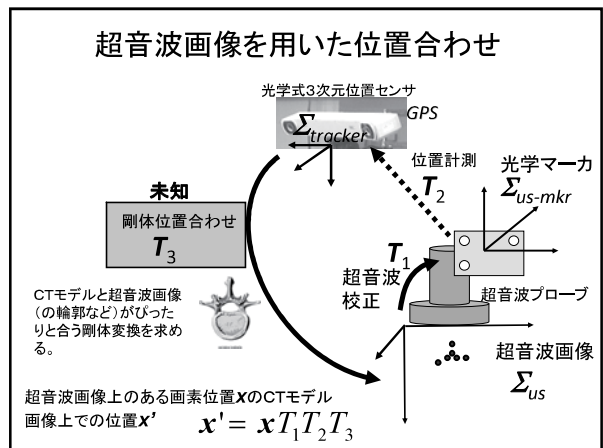 超音波画像を用いた位置合わせ
光学式3次元位置センサ
GPS
Σtracker
位置計測
T2
光学マーカ
Σus-mkr
未知
剛体位置合わせ
T3
T1
超音波
校正
超音波プローブ
CTモデルと超音波画像
(の輪郭など)がぴった
りと合う剛体変換を求め
る。
超音波画像
Σus
超音波画像上のある画素位置xのCTモデル
画像上での位置x'
x' = xT1T2T3